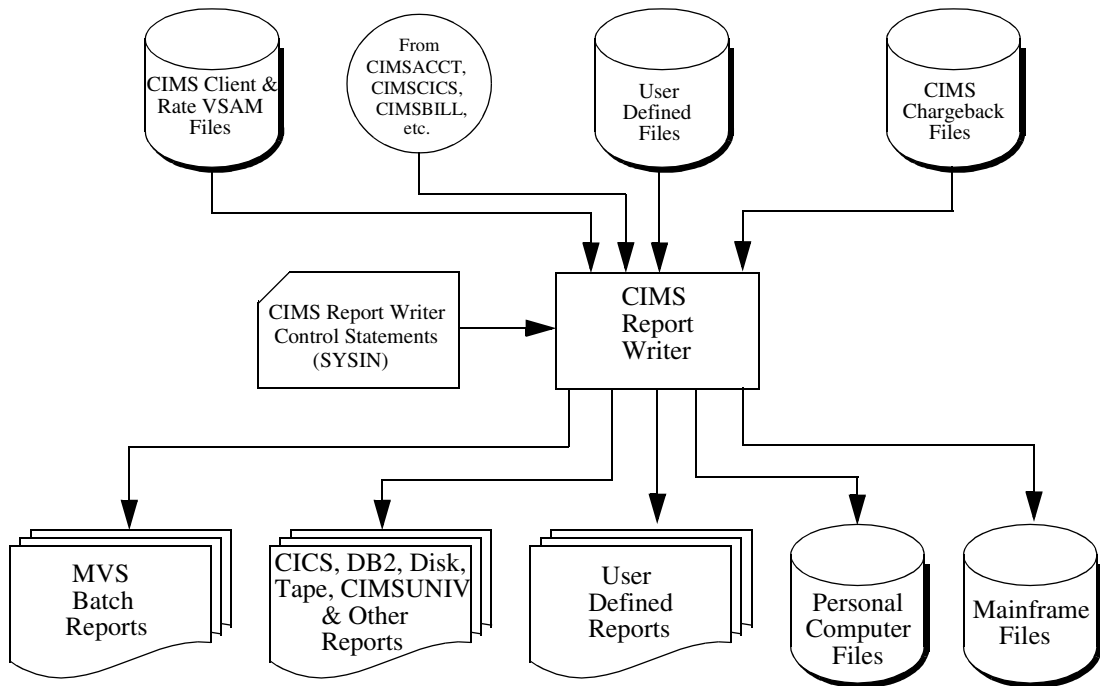 CIMS Client &
Rate VSAM
Files
From
CIMSACCT,
CIMSCICS,
CIMSBILL,
etc.
User
Defined
Files
CIMS
Chargeback
Files
CIMS Report Writer
Control Statements
(SYSIN)
CIMS
Report
Writer
MVS
Batch
Reports
CICS, DB2, Disk,
Tape, CIMSUNIV
& Other
Reports
User
Defined
Reports
Personal
Computer
Files
Mainframe
Files